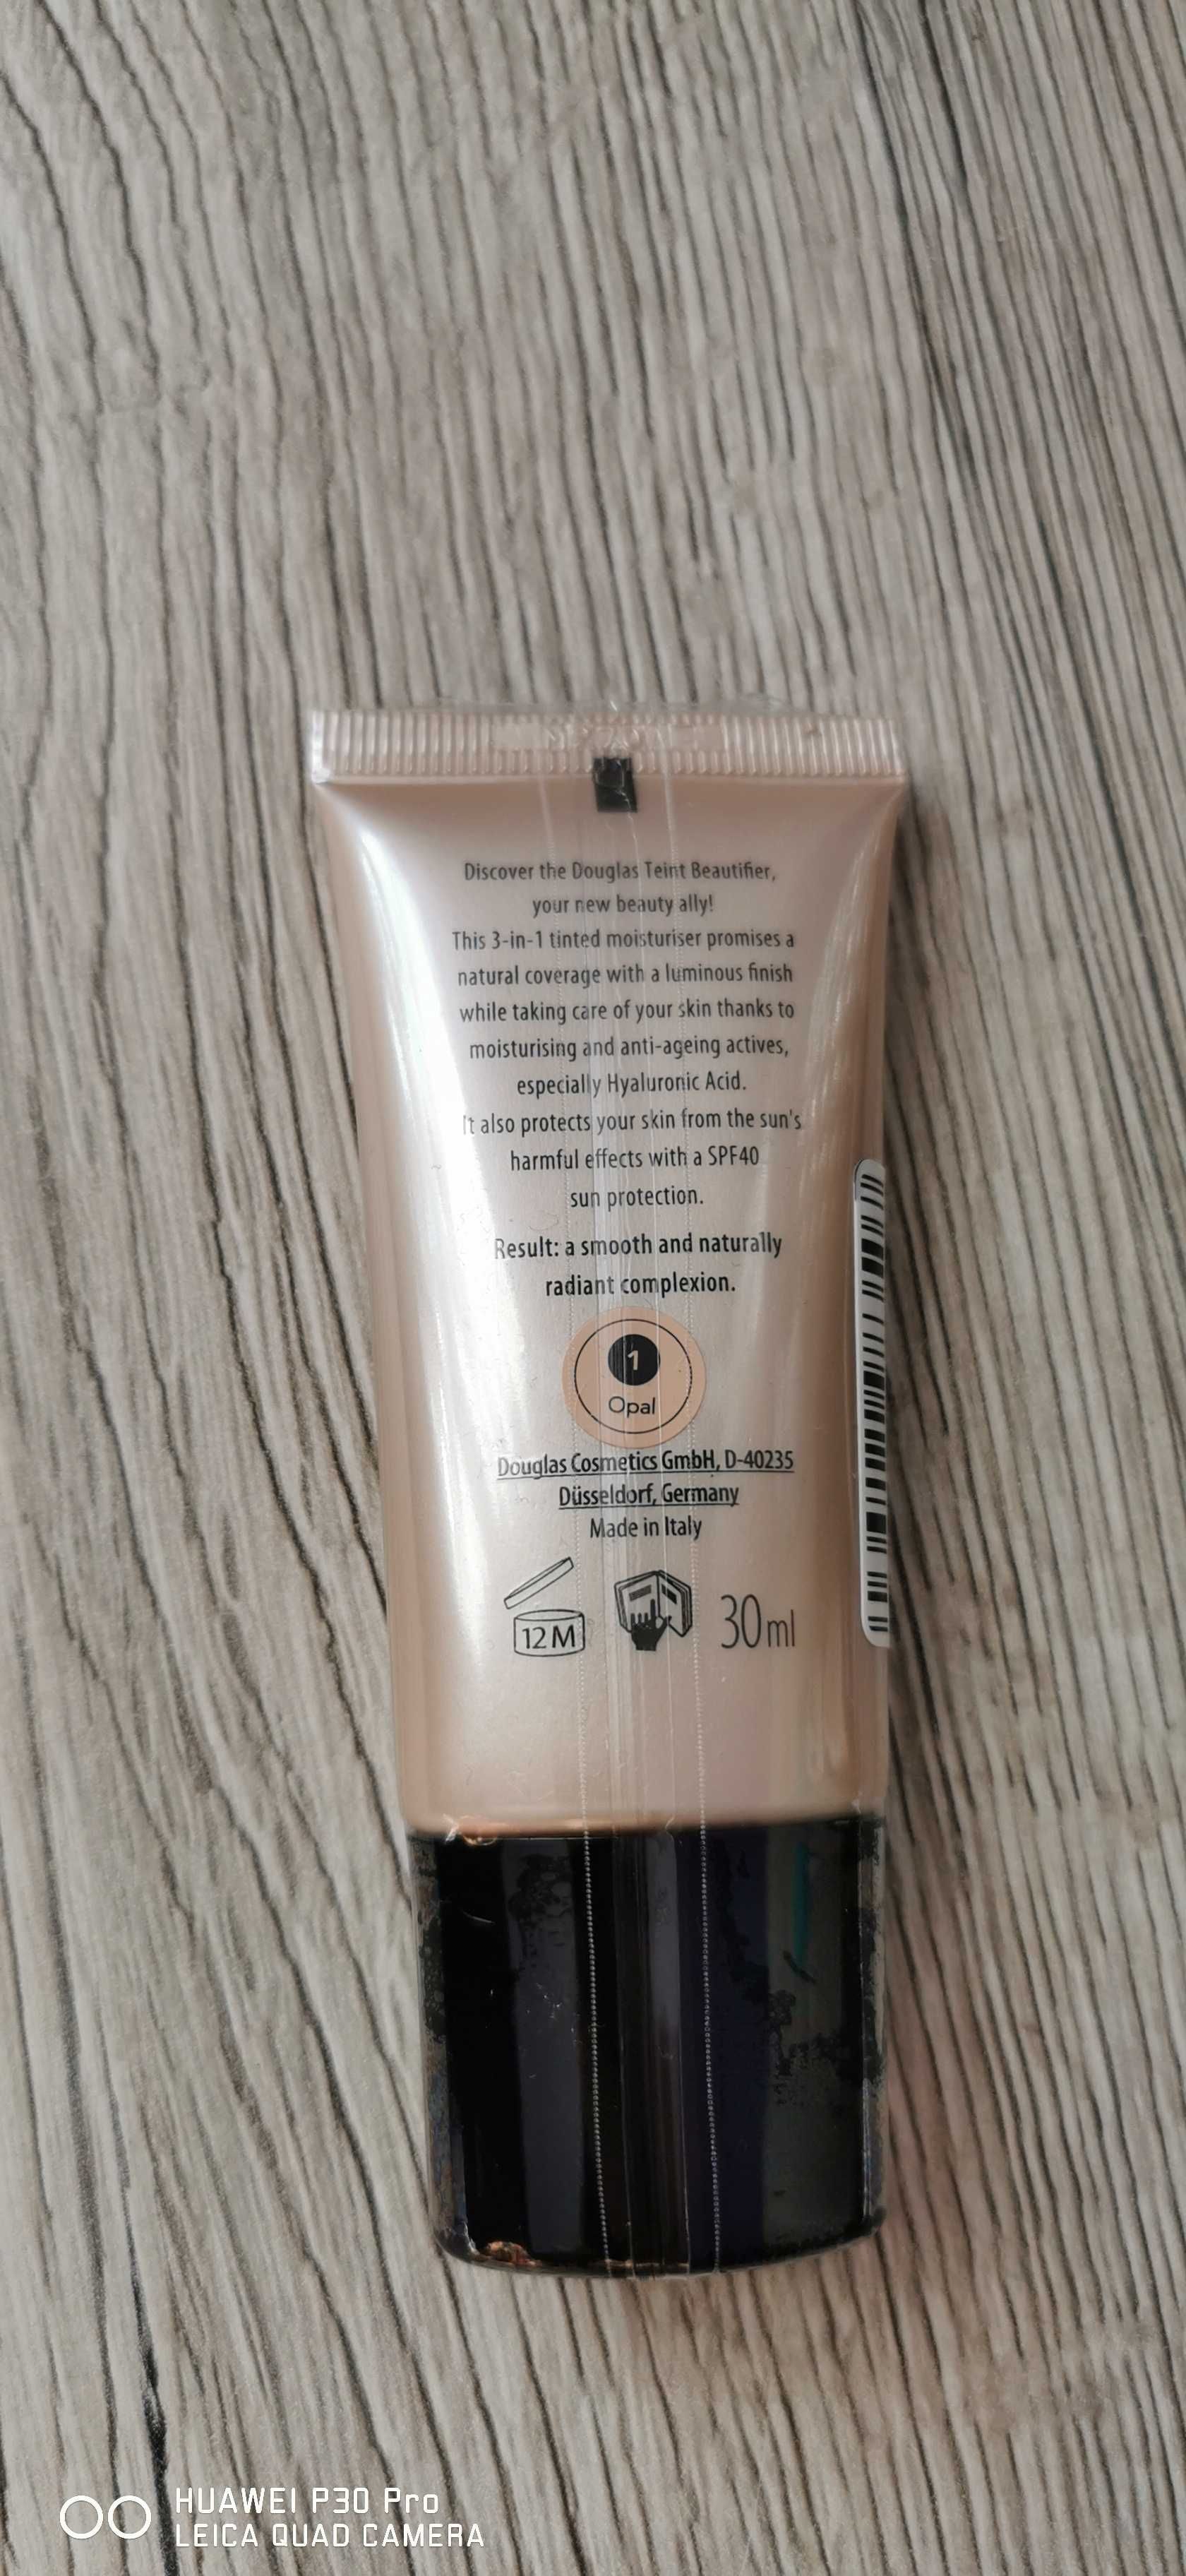 Discover the Douglas Teint Beautifier,
your new beauty ally!
This 3-in-1 tinted moisturiser promises a
natural coverage with a luminous finish
while taking care of your skin thanks to
moisturising and anti-ageing actives,
especially Hyaluronic Acid.
It also protects your skin from the sun's
harmful effects with a SPF40
sun protection.
Result: a smooth and naturally
radiant complexion.
1
Opal
Douglas Cosmetics GmbH, D-40235
Düsseldorf, Germany
Made in Italy
12M
30ml
HUAWEI P30 Pro
LEICA QUAD CAMERA